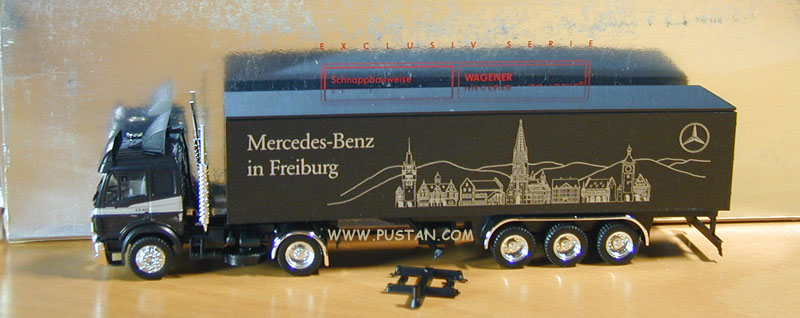 EXCLUSIV SERIE
Schnappbauweise
WAGENER
Mercedes-Benz
in Freiburg
WWW.PUSTAN.COM